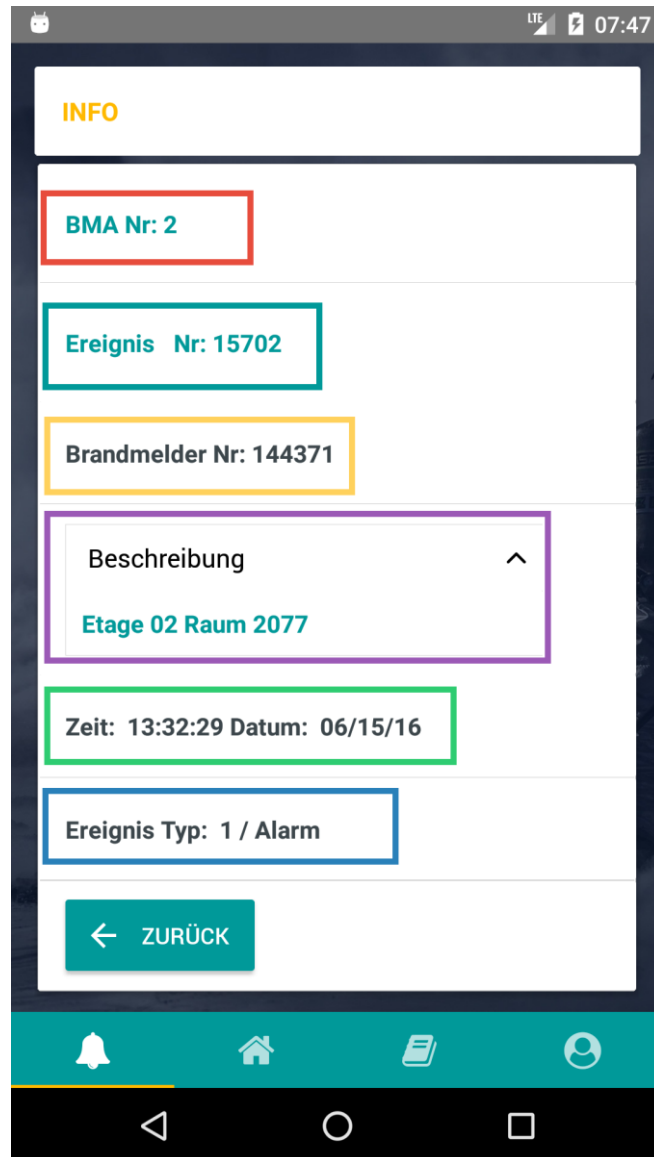 LTE 07:47
INFO
BMA Nr: 2
Ereignis Nr: 15702
Brandmelder Nr: 144371
Beschreibung
Etage 02 Raum 2077
Zeit: 13:32:29 Datum: 06/15/16
Ereignis Typ: 1 / Alarm
ZURÜCK